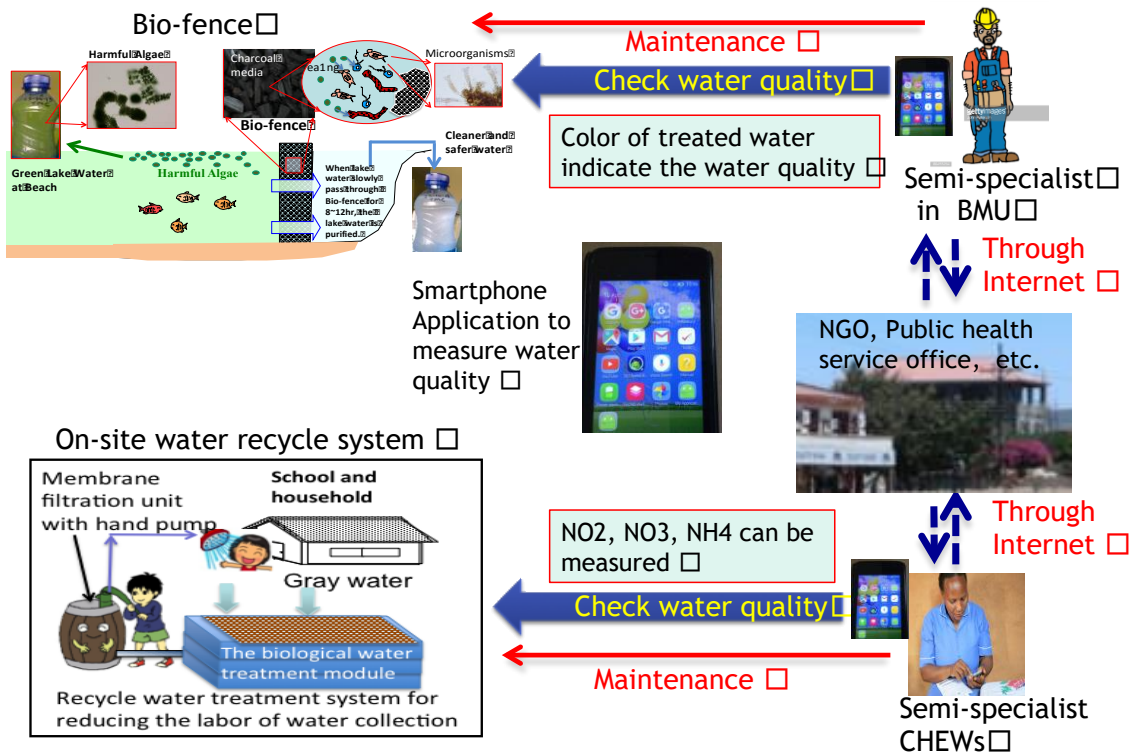 Bio-fence□
Harmful Algae
Charcoal
media
ea1ng
Microorganisms
Bio-fence
Cleaner and
safer water
Harmful Algae
Green Lake Water
at Beach
When lake
water slowly
pass through
Bio-fence for
8~12hr, the
lake water is
purified.
Maintenance □
Check water quality□
Color of treated water
indicate the water quality □
Semi-specialist□
in BMU□
Through
Internet □
Smartphone
Application to
measure water
quality □
NGO, Public health
service office, etc.
On-site water recycle system □
Membrane
filtration unit
with hand pump
School and
household
Gray water
The biological water
treatment module
Recycle water treatment system for
reducing the labor of water collection
NO2, NO3, NH4 can be
measured □
Through
Internet □
Check water quality□
Maintenance □
Semi-specialist
CHEWs□